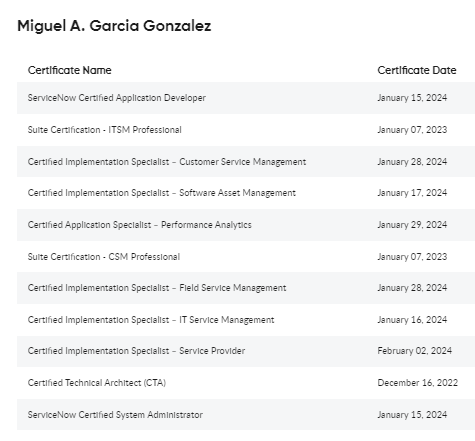 Miguel A. Garcia Gonzalez
Certificate Name Certificate Date
ServiceNow Certified Application Developer January 15, 2024
Suite Certification - ITSM Professional January 07, 2023
Certified Implementation Specialist – Customer Service Management January 28, 2024
Certified Implementation Specialist – Software Asset Management January 17, 2024
Certified Application Specialist – Performance Analytics January 29, 2024
Suite Certification - CSM Professional January 07, 2023
Certified Implementation Specialist – Field Service Management January 28, 2024
Certified Implementation Specialist – IT Service Management January 16, 2024
Certified Implementation Specialist – Service Provider February 02, 2024
Certified Technical Architect (CTA) December 16, 2022
ServiceNow Certified System Administrator January 15, 2024